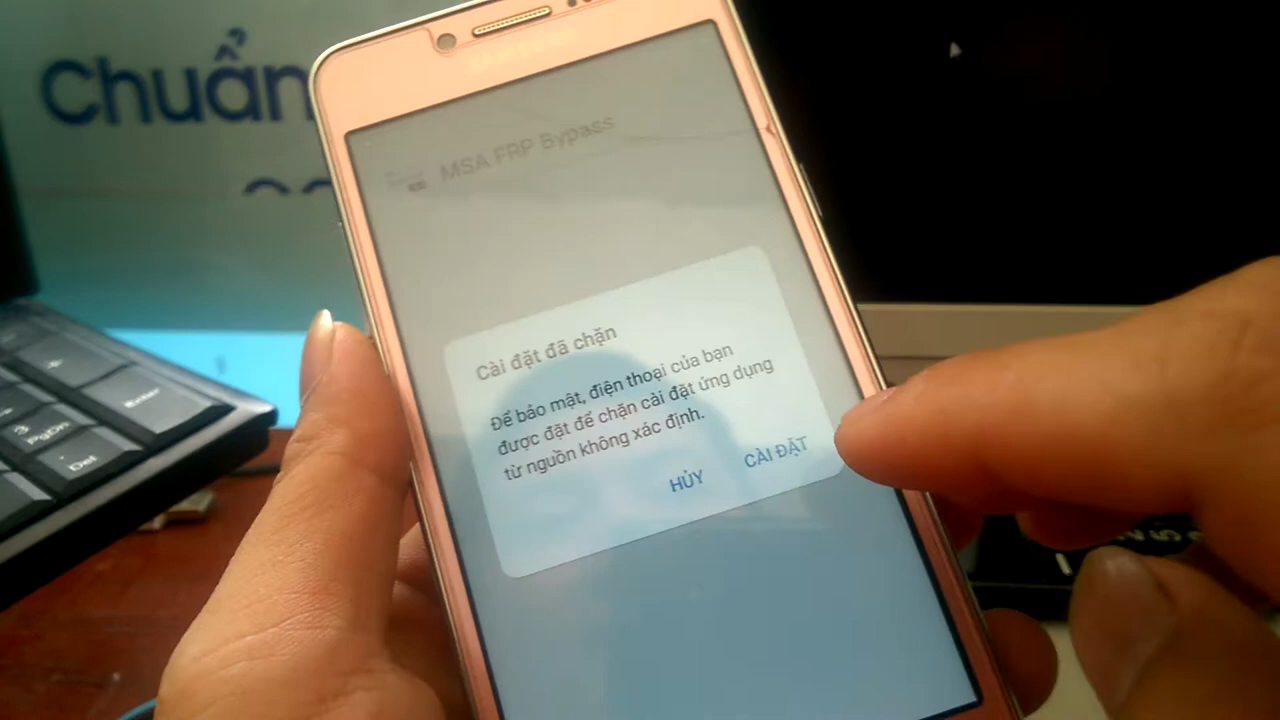 Chuẩn
MSA FRP Bypass
Cài đặt đã chặn
Để bảo mật, điện thoại của bạn
được đặt để chặn cài đặt ứng dụng
từ nguồn không xác định.
HỦY CÀI ĐẶT
Enter
3
PgDn
Del